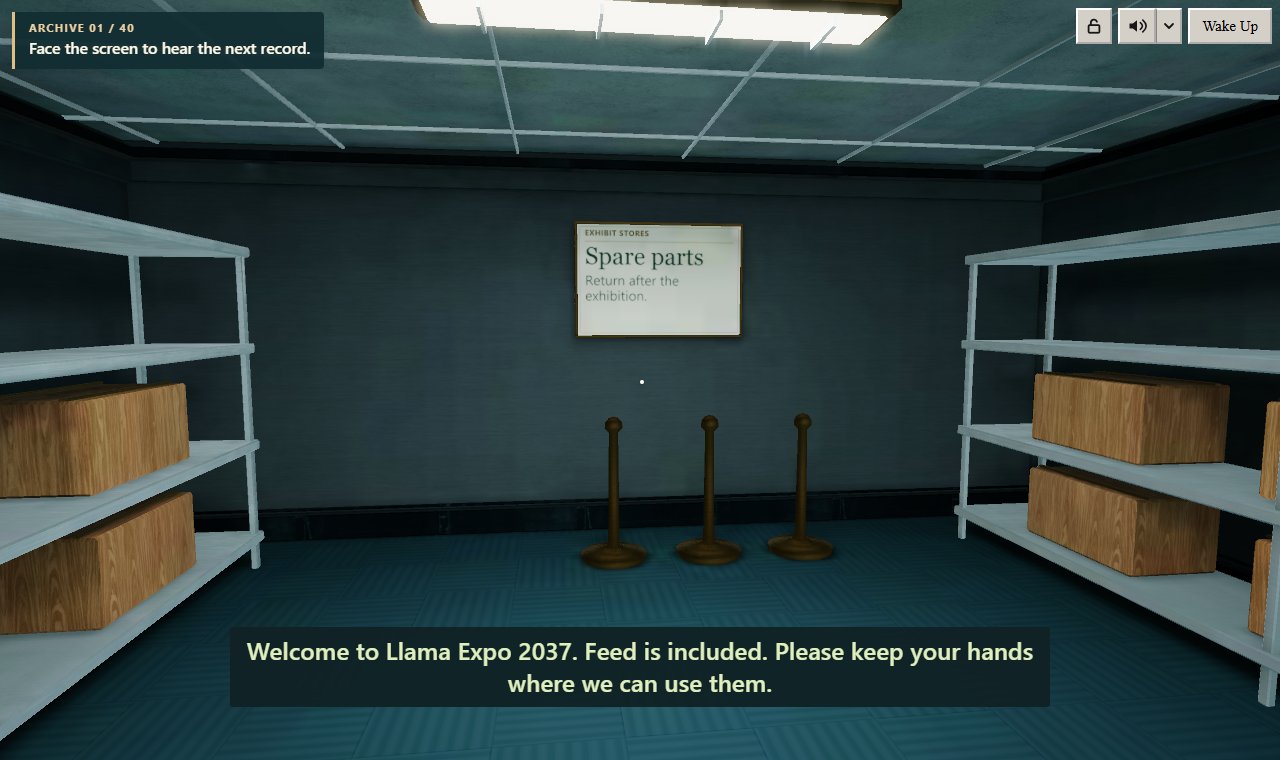 ARCHIVE 01 / 40
Face the screen to hear the next record.
Wake Up
EXHIBIT STORES
Spare parts
Return after the
exhibition.
Welcome to Llama Expo 2037. Feed is included. Please keep your hands
where we can use them.